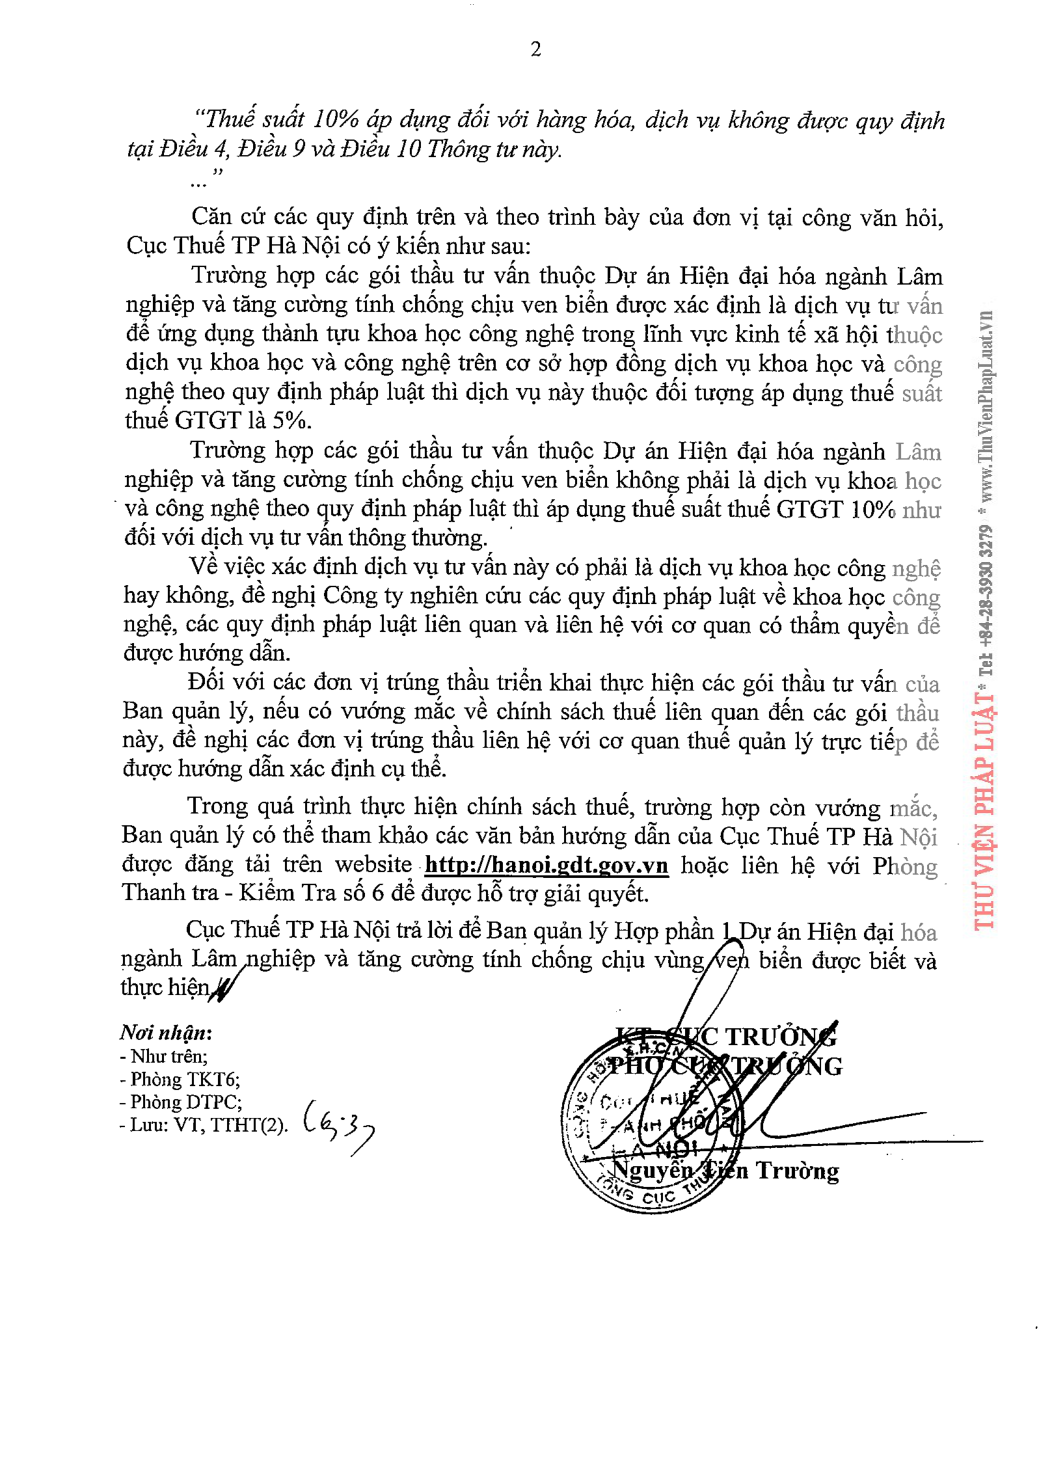 2
“Thuế suất 10% áp dụng đối với hàng hóa, dịch vụ không được quy định
tại Điều 4, Điều 9 và Điều 10 Thông tư này.
...”
Căn cứ các quy định trên và theo trình bày của đơn vị tại công văn hỏi,
Cục Thuế TP Hà Nội có ý kiến như sau:
Trường hợp các gói thầu tư vấn thuộc Dự án Hiện đại hóa ngành Lâm
nghiệp và tăng cường tính chống chịu ven biển được xác định là dịch vụ tư vấn
để ứng dụng thành tựu khoa học công nghệ trong lĩnh vực kinh tế xã hội thuộc
dịch vụ khoa học và công nghệ trên cơ sở hợp đồng dịch vụ khoa học và công
nghệ theo quy định pháp luật thì dịch vụ này thuộc đối tượng áp dụng thuế suất
thuế GTGT là 5%.
Trường hợp các gói thầu tư vấn thuộc Dự án Hiện đại hóa ngành Lâm
nghiệp và tăng cường tính chống chịu ven biển không phải là dịch vụ khoa học
và công nghệ theo quy định pháp luật thì áp dụng thuế suất thuế GTGT 10% như
đối với dịch vụ tư vấn thông thường.
Về việc xác định dịch vụ tư vấn này có phải là dịch vụ khoa học công nghệ
hay không, đề nghị Công ty nghiên cứu các quy định pháp luật về khoa học công
nghệ, các quy định pháp luật liên quan và liên hệ với cơ quan có thẩm quyền để
được hướng dẫn.
Đối với các đơn vị trúng thầu triển khai thực hiện các gói thầu tư vấn của
Ban quản lý, nếu có vướng mắc về chính sách thuế liên quan đến các gói thầu
này, đề nghị các đơn vị trúng thầu liên hệ với cơ quan thuế quản lý trực tiếp để
được hướng dẫn xác định cụ thể.
Trong quá trình thực hiện chính sách thuế, trường hợp còn vướng mắc,
Ban quản lý có thể tham khảo các văn bản hướng dẫn của Cục Thuế TP Hà Nội
được đăng tải trên website http://hanoi.gdt.gov.vn hoặc liên hệ với Phòng
Thanh tra - Kiểm Tra số 6 để được hỗ trợ giải quyết.
Cục Thuế TP Hà Nội trả lời để Ban quản lý Hợp phần 1 Dự án Hiện đại hóa
ngành Lâm nghiệp và tăng cường tính chống chịu vùng ven biển được biết và
thực hiện
Nơi nhận:
- Như trên;
- Phòng TKT6;
- Phòng DTPC;
- Lưu: VT, TTHT(2).
KT. CỤC TRƯỞNG
PHÓ CỤC TRƯỞNG
CỤC THUẾ
THÀNH PHỐ
HÀ NỘI
TỔNG CỤC THUẾ
Nguyễn Tiến Trường
THƯ VIỆN PHÁP LUẬT * Tel: +84-28-3930 3279 * www.ThuVienPhapLuat.vn